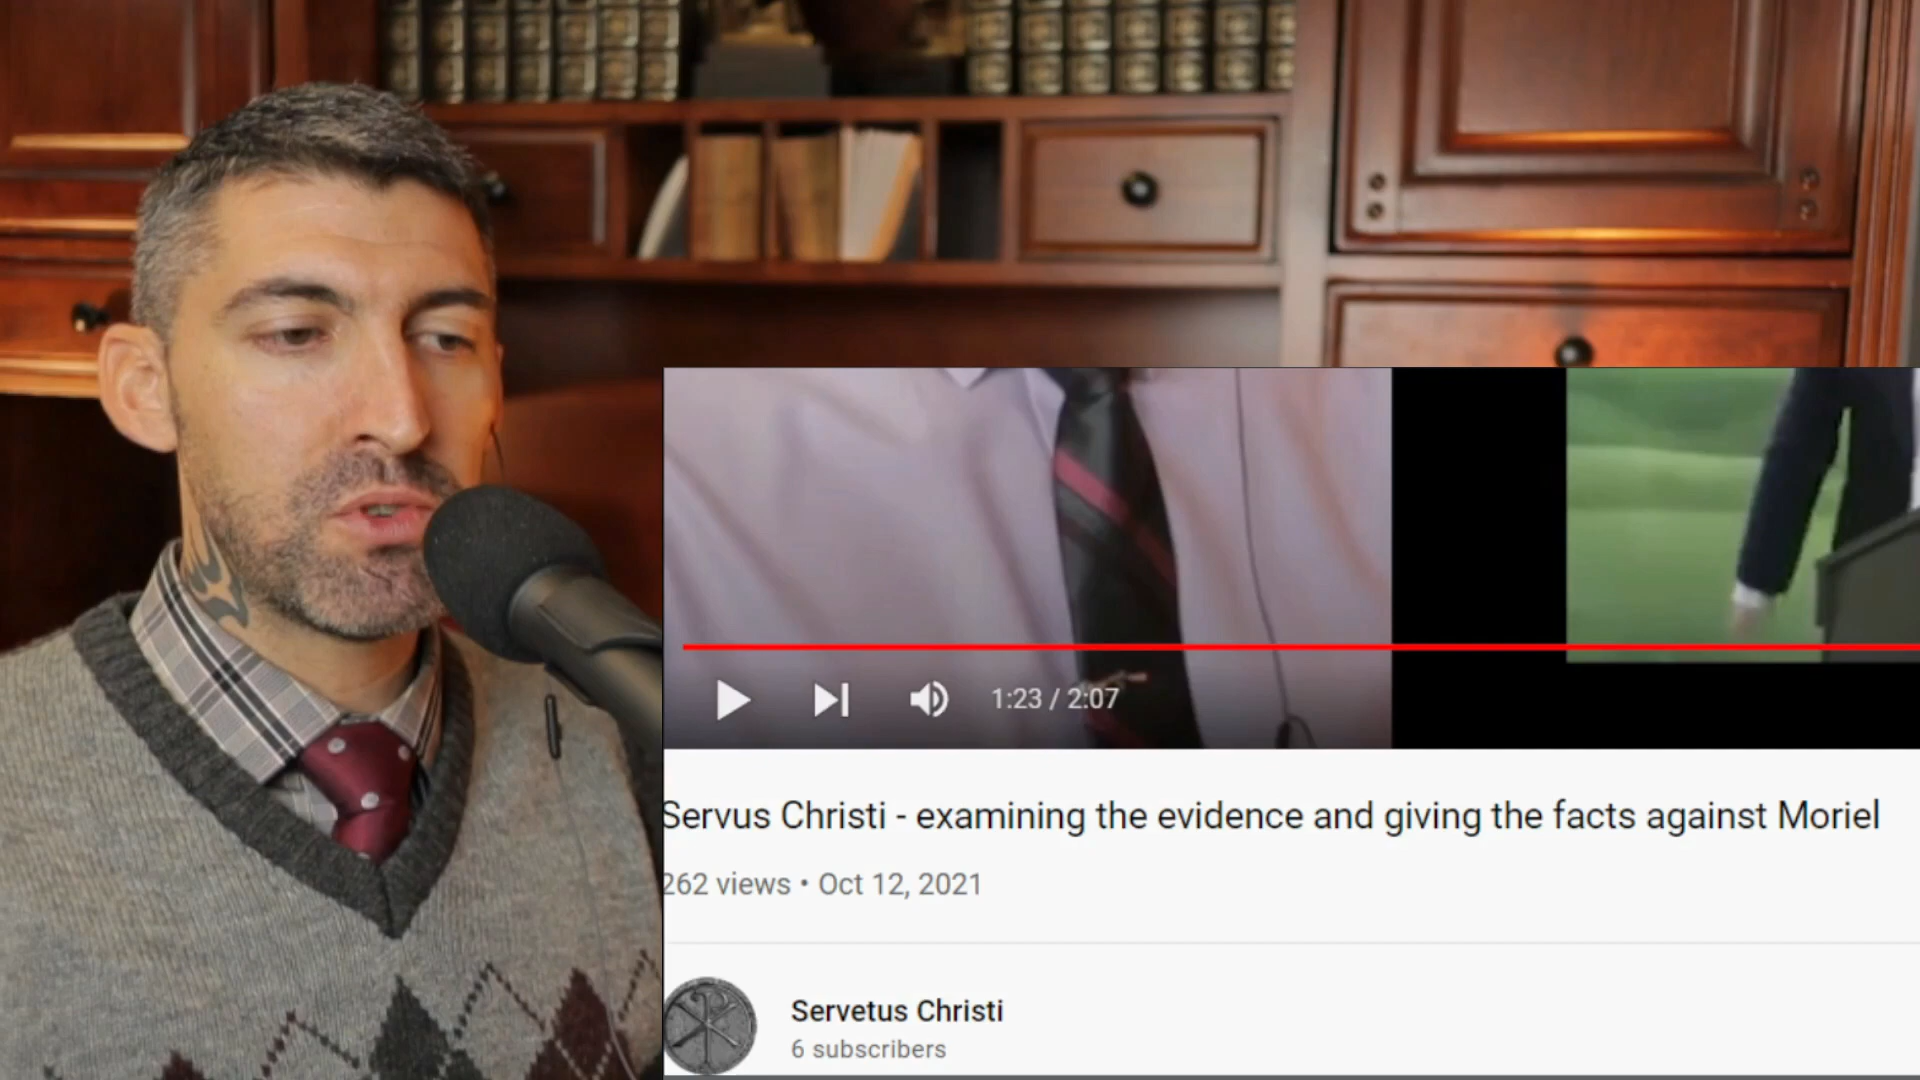 1:23 / 2:07
Servus Christi - examining the evidence and giving the facts against Moriel
262 views • Oct 12, 2021
Servetus Christi
6 subscribers